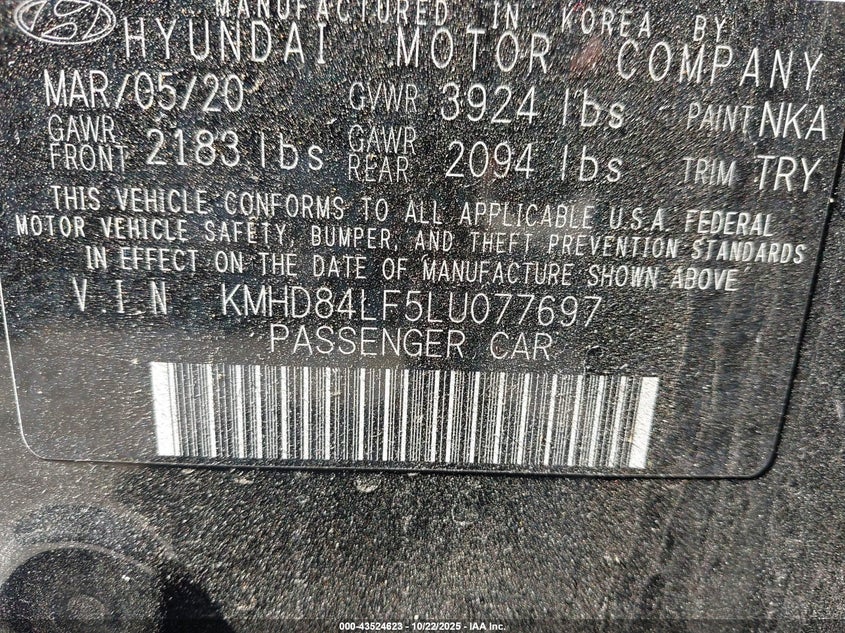 MANUFACTURED IN KOREA BY
HYUNDAI MOTOR COMPANY
MAR/05/20 GVWR 3924 lbs PAINT NKA
GAWR FRONT 2183 lbs GAWR REAR 2094 lbs TRIM TRY
THIS VEHICLE CONFORMS TO ALL APPLICABLE U.S.A. FEDERAL
MOTOR VEHICLE SAFETY, BUMPER, AND THEFT PREVENTION STANDARDS
IN EFFECT ON THE DATE OF MANUFACTURE SHOWN ABOVE
V.I.N KMHD84LF5LU077697
PASSENGER CAR
000-43524623 - 10/22/2025 - IAA Inc.